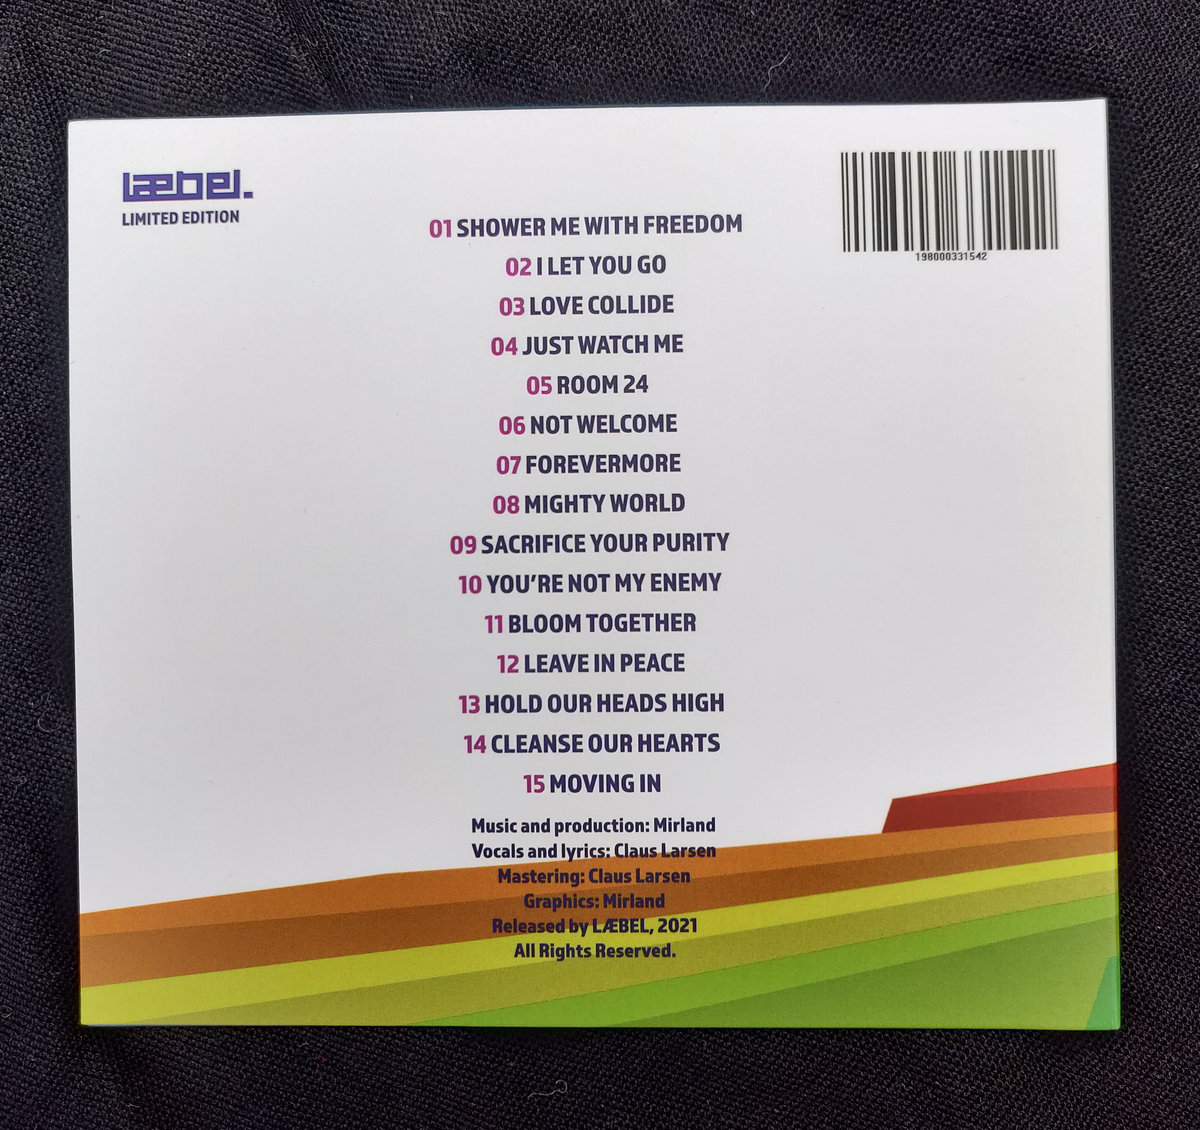 læbel.
LIMITED EDITION
198000331542
01 SHOWER ME WITH FREEDOM
02 I LET YOU GO
03 LOVE COLLIDE
04 JUST WATCH ME
05 ROOM 24
06 NOT WELCOME
07 FOREVERMORE
08 MIGHTY WORLD
09 SACRIFICE YOUR PURITY
10 YOU'RE NOT MY ENEMY
11 BLOOM TOGETHER
12 LEAVE IN PEACE
13 HOLD OUR HEADS HIGH
14 CLEANSE OUR HEARTS
15 MOVING IN
Music and production: Mirland
Vocals and lyrics: Claus Larsen
Mastering: Claus Larsen
Graphics: Mirland
Released by LÆBEL, 2021
All Rights Reserved.